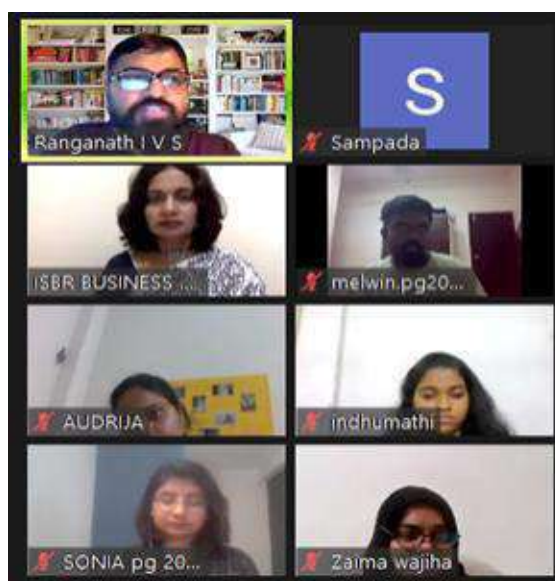 Ranganath I V S
S
Sampada
ISBR BUSINESS ...
melwin.pg20...
AUDRIJA
indhumathi
SONIA pg 20...
Zaima wajiha